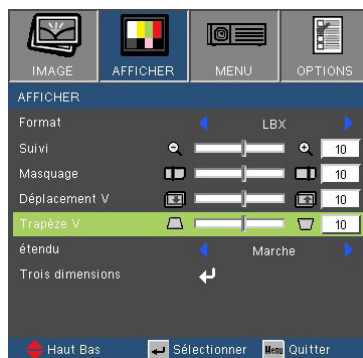 IMAGE AFFICHER MENU OPTIONS
AFFICHER
Format LBX
Suivi 10
Masquage 10
Déplacement V 10
Trapèze V 10
étendu Marche
Trois dimensions
Haut Bas Sélectionner Menu Quitter